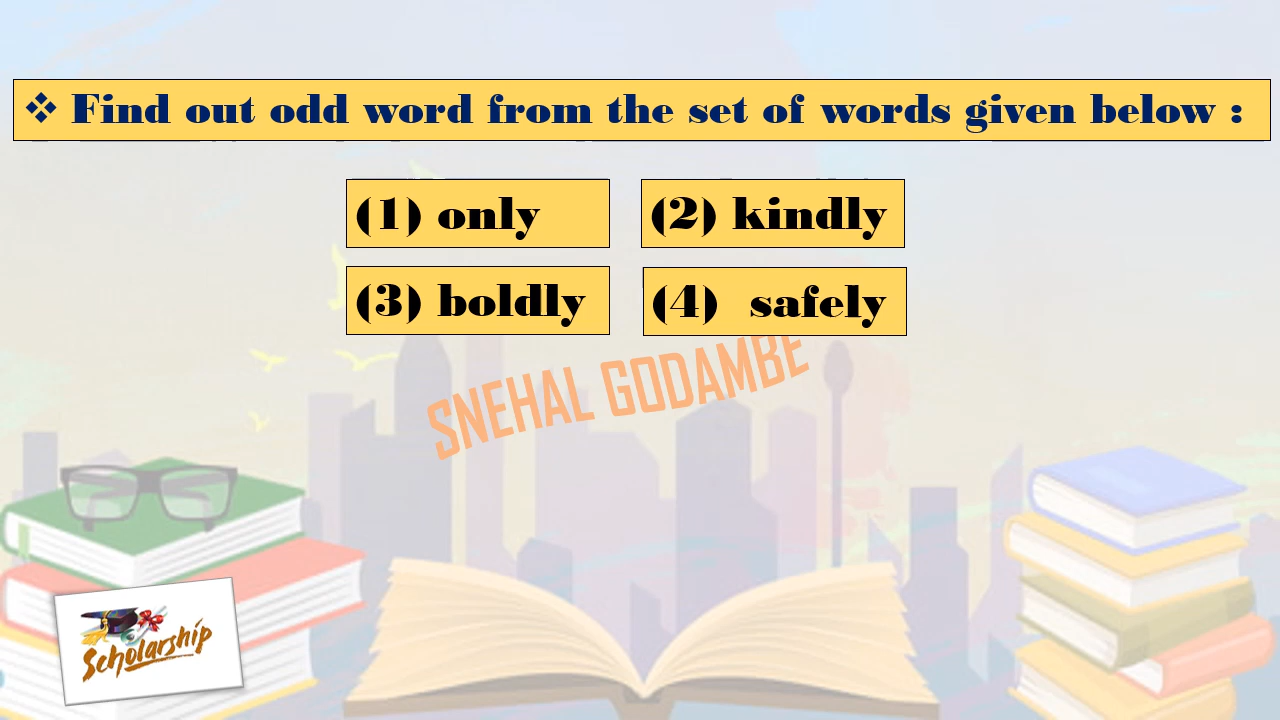 ❖ Find out odd word from the set of words given below :
(1) only (2) kindly
(3) boldly (4) safely
SNEHAL GODAMBE
Scholarship